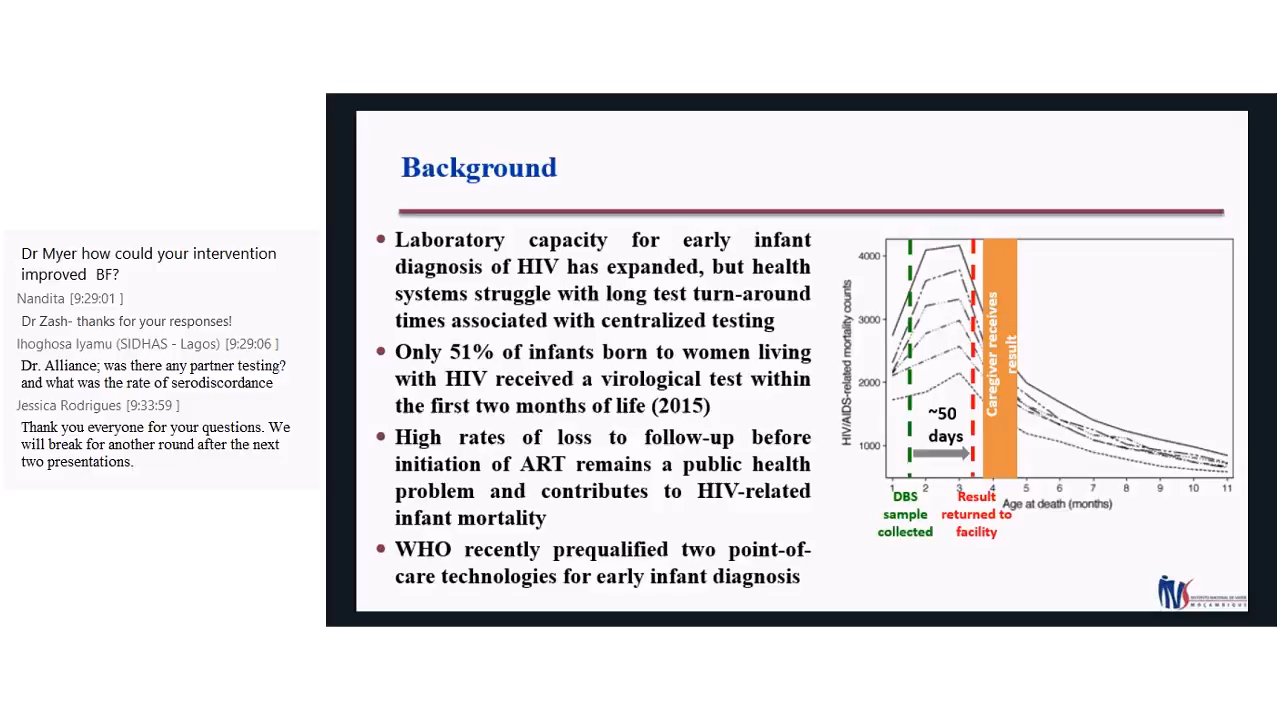 Dr Myer how could your intervention
improved BF?
Nandita [9:29:01 ]
Dr Zash- thanks for your responses!
Ihoghosa Iyamu (SIDHAS - Lagos) [9:29:06 ]
Dr. Alliance; was there any partner testing?
and what was the rate of serodiscordance
Jessica Rodrigues [9:33:59 ]
Thank you everyone for your questions. We
will break for another round after the next
two presentations.
Background
• Laboratory capacity for early infant
diagnosis of HIV has expanded, but health
systems struggle with long test turn-around
times associated with centralized testing
• Only 51% of infants born to women living
with HIV received a virological test within
the first two months of life (2015)
• High rates of loss to follow-up before
initiation of ART remains a public health
problem and contributes to HIV-related
infant mortality
• WHO recently prequalified two point-of-
care technologies for early infant diagnosis
HIV/AIDS-related mortality counts
4000
3000
2000
1000
Caregiver receives
result
~50
days
1 2 3 4 5 6 7 8 9 10 11
Age at death (months)
DBS
sample
collected
Result
returned to
facility
INS
INSTITUTO NACIONAL DE SAÚDE
MOÇAMBIQUE